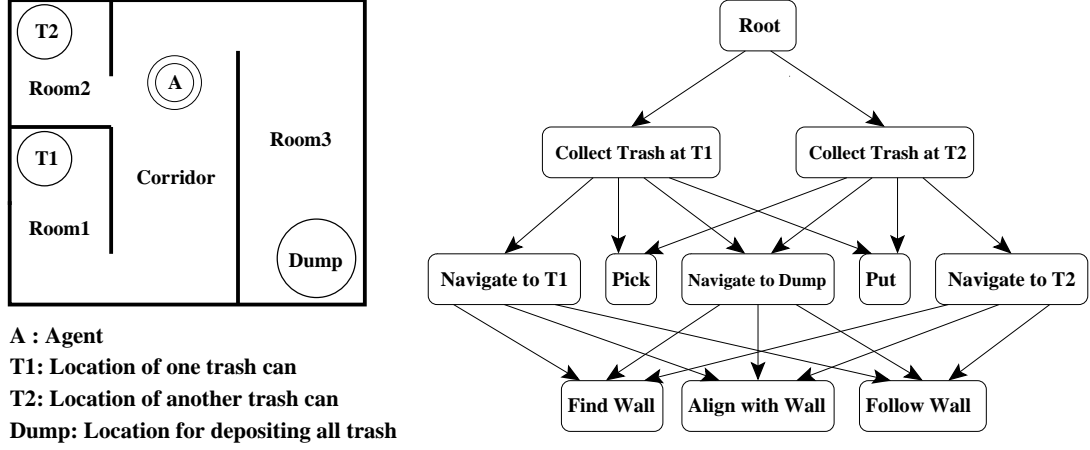 T2
Room2
A
T1
Room3
Corridor
Room1
Dump
A : Agent
T1: Location of one trash can
T2: Location of another trash can
Dump: Location for depositing all trash
Root
Collect Trash at T1
Collect Trash at T2
Navigate to T1
Pick
Navigate to Dump
Put
Navigate to T2
Find Wall
Align with Wall
Follow Wall